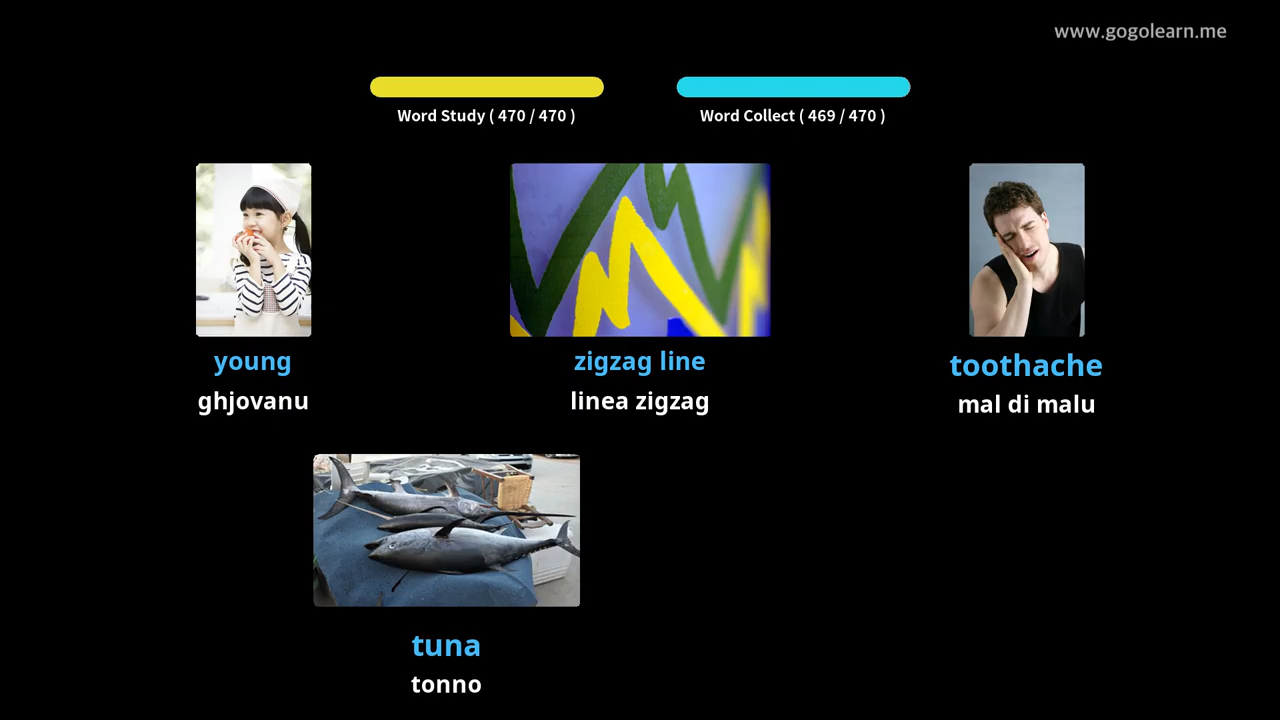 www.gogolearn.me
Word Study ( 470 / 470 )
Word Collect ( 469 / 470 )
young
ghjovanu
zigzag line
linea zigzag
toothache
mal di malu
tuna
tonno